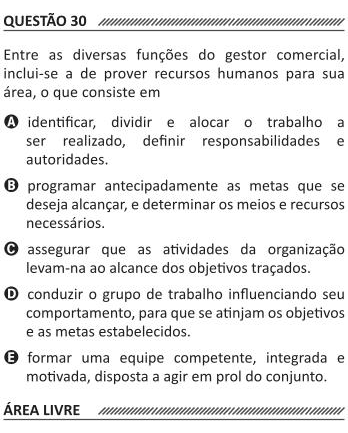 QUESTÃO 30
Entre as diversas funções do gestor comercial,
inclui-se a de prover recursos humanos para sua
área, o que consiste em
A identificar, dividir e alocar o trabalho a
ser realizado, definir responsabilidades e
autoridades.
B programar antecipadamente as metas que se
deseja alcançar, e determinar os meios e recursos
necessários.
C assegurar que as atividades da organização
levam-na ao alcance dos objetivos traçados.
D conduzir o grupo de trabalho influenciando seu
comportamento, para que se atinjam os objetivos
e as metas estabelecidos.
E formar uma equipe competente, integrada e
motivada, disposta a agir em prol do conjunto.
ÁREA LIVRE